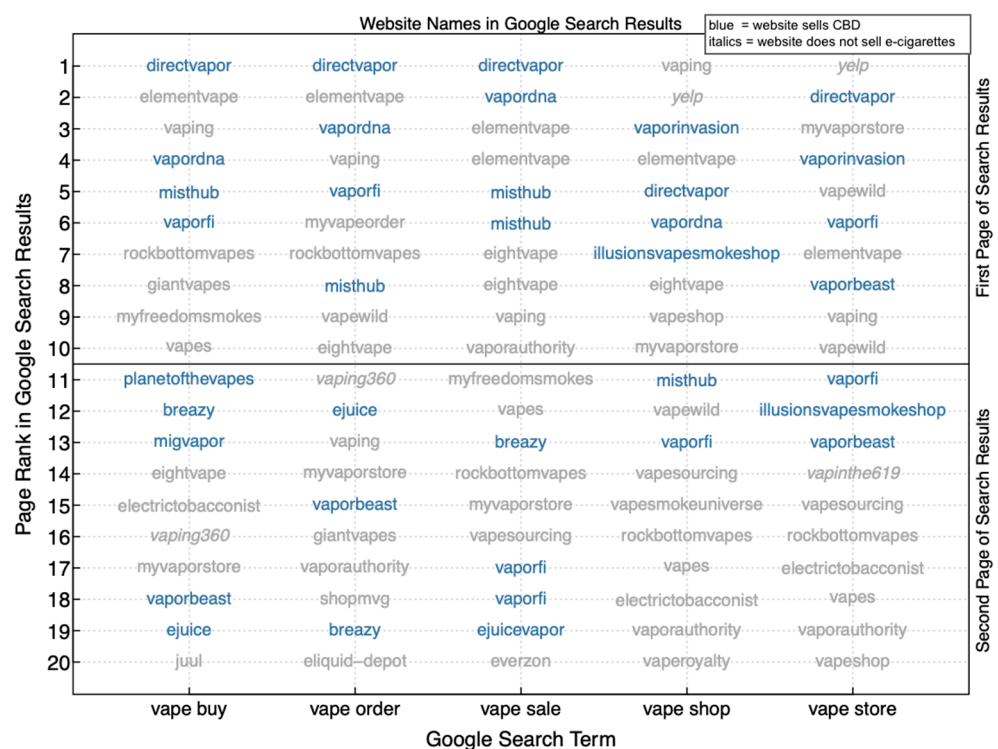 Website Names in Google Search Results
blue = website sells CBD
italics = website does not sell e-cigarettes
Page Rank in Google Search Results
First Page of Search Results
Second Page of Search Results
1 directvapor directvapor directvapor vaping yelp
2 elementvape elementvape vapordna yelp directvapor
3 vaping vapordna elementvape vaporinvasion myvaporstore
4 vapordna vaping elementvape elementvape vaporinvasion
5 misthub vaporfi misthub directvapor vapewild
6 vaporfi myvapeorder misthub vapordna vaporfi
7 rockbottomvapes rockbottomvapes eightvape illusionsvapesmokeshop elementvape
8 giantvapes misthub eightvape eightvape vaporbeast
9 myfreedomsmokes vapewild vaping vapeshop vaping
10 vapes eightvape vaporauthority myvaporstore vapewild
11 planetofthevapes vaping360 myfreedomsmokes misthub vaporfi
12 breazy ejuice vapes vapewild illusionsvapesmokeshop
13 migvapor vaping breazy vaporfi vaporbeast
14 eightvape myvaporstore rockbottomvapes vapesourcing vapinthe619
15 electrictobacconist vaporbeast myvaporstore vapesmokeuniverse vapesourcing
16 vaping360 giantvapes vapesourcing rockbottomvapes rockbottomvapes
17 myvaporstore vaporauthority vaporfi vapes electrictobacconist
18 vaporbeast shopmvg vaporfi electrictobacconist vapes
19 ejuice breazy ejuicevapor vaporauthority vaporauthority
20 juul eliquid−depot everzon vaperoyalty vapeshop
vape buy vape order vape sale vape shop vape store
Google Search Term